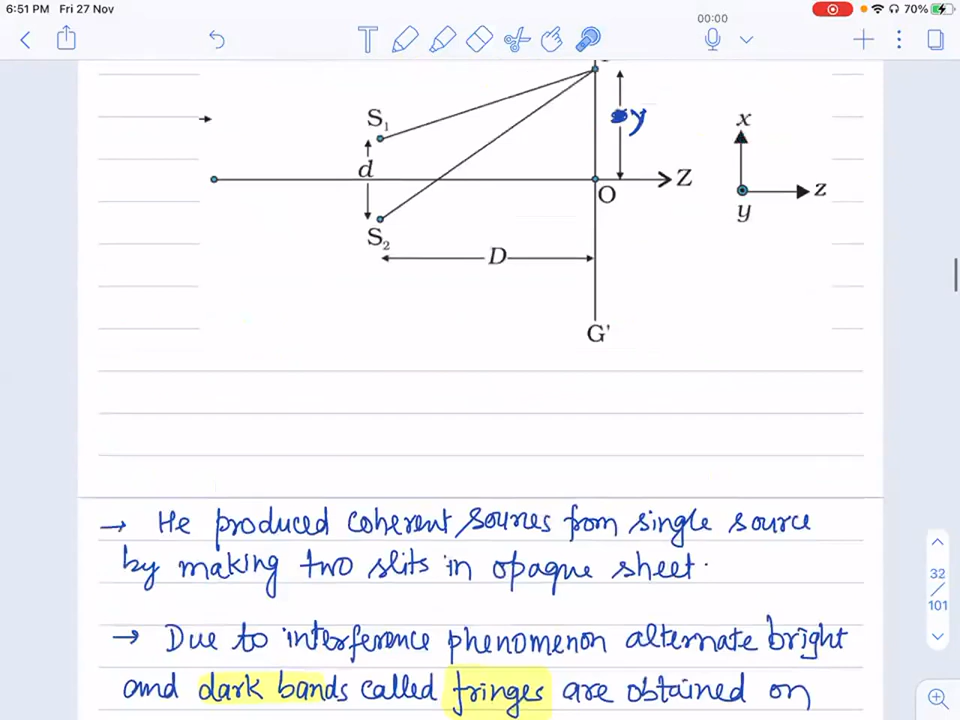 6:51 PM Fri 27 Nov
70%
00:00
T
S1
y
x
d
Z
z
O
y
S2
D
G'
→ He produced coherent sources from single source
by making two slits in opaque sheet.
32
/
101
→ Due to interference phenomenon alternate bright
and dark bands called fringes are obtained on